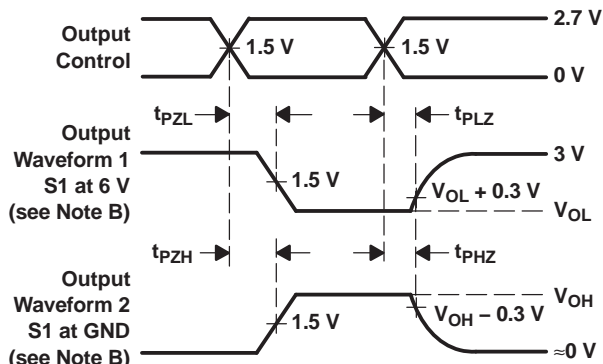 Output
Control
1.5 V
1.5 V
2.7 V
0 V
tPZL
tPLZ
Output
Waveform 1
S1 at 6 V
(see Note B)
1.5 V
3 V
VOL + 0.3 V
VOL
tPZH
tPHZ
Output
Waveform 2
S1 at GND
(see Note B)
1.5 V
VOH
VOH − 0.3 V
≈0 V